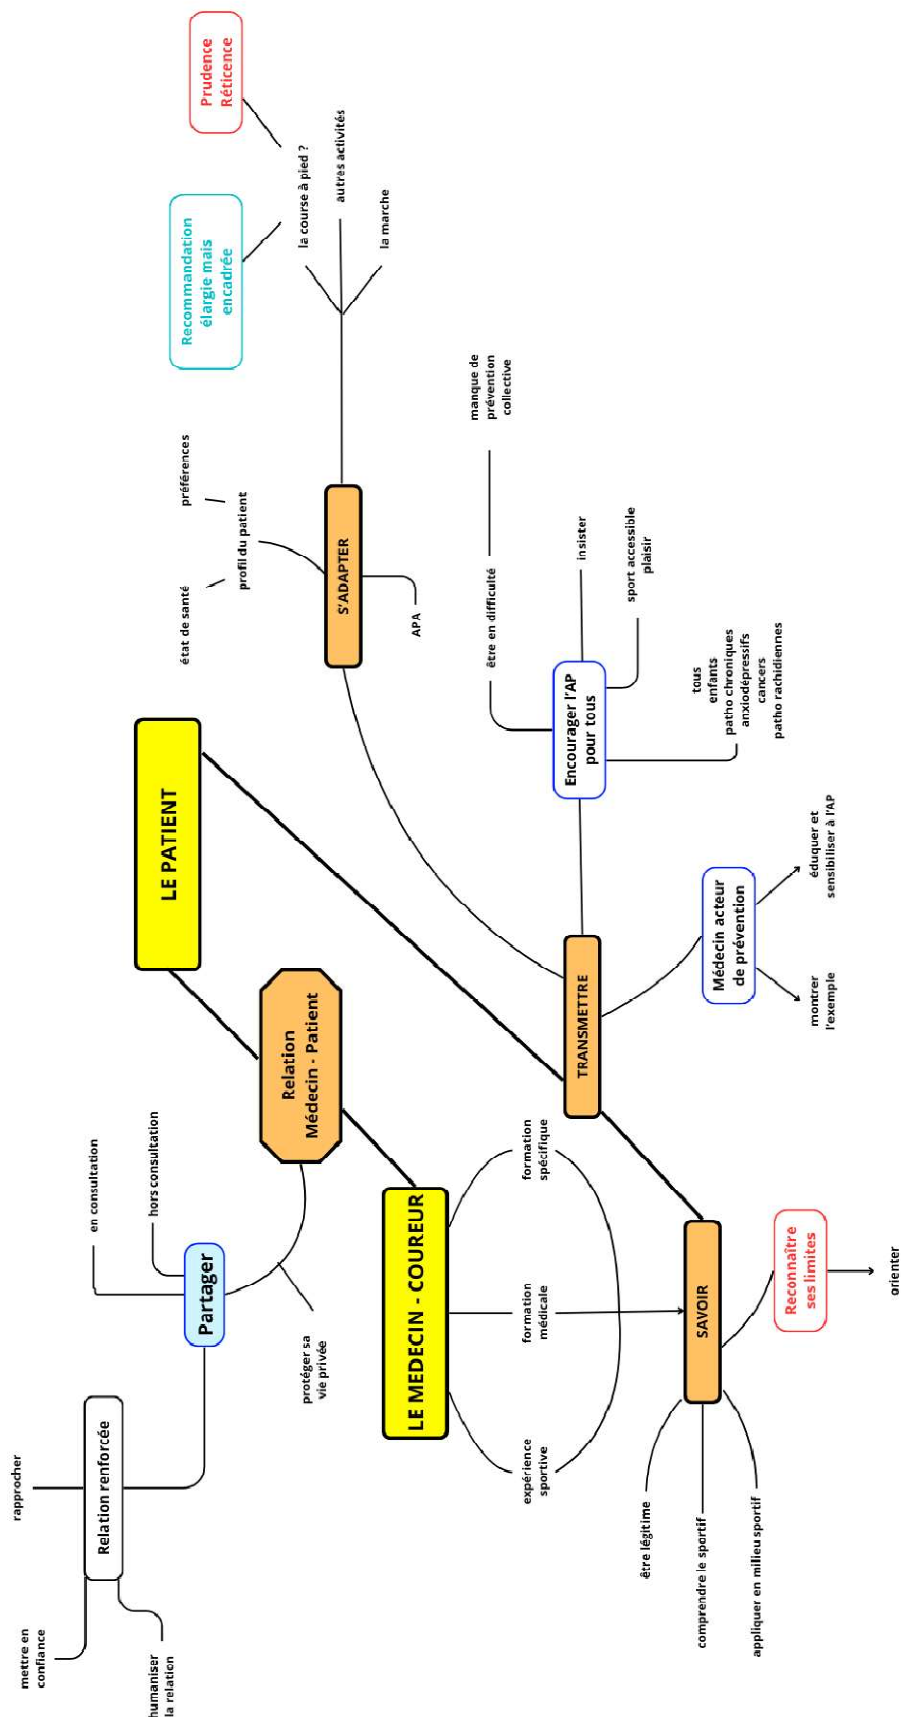 mettre en
confiance
rapprocher
humaniser
la relation
Relation renforcée
en consultation
hors consultation
Partager
protéger sa
vie privée
Relation
Médecin - Patient
LE PATIENT
LE MEDECIN - COUREUR
expérience
sportive
formation
médicale
formation
spécifique
être légitime
comprendre le sportif
appliquer en milieu sportif
SAVOIR
Reconnaître
ses limites
orienter
TRANSMETTRE
Médecin acteur
de prévention
montrer
l'exemple
éduquer et
sensibiliser à l'AP
Encourager l'AP
pour tous
être en difficulté
manque de
prévention
collective
insister
sport accessible
plaisir
tous
enfants
patho chroniques
anxiodépressifs
cancers
patho rachidiennes
S'ADAPTER
état de santé
préférences
profil du patient
APA
la course à pied ?
autres activités
la marche
Recommandation
élargie mais
encadrée
Prudence
Réticence